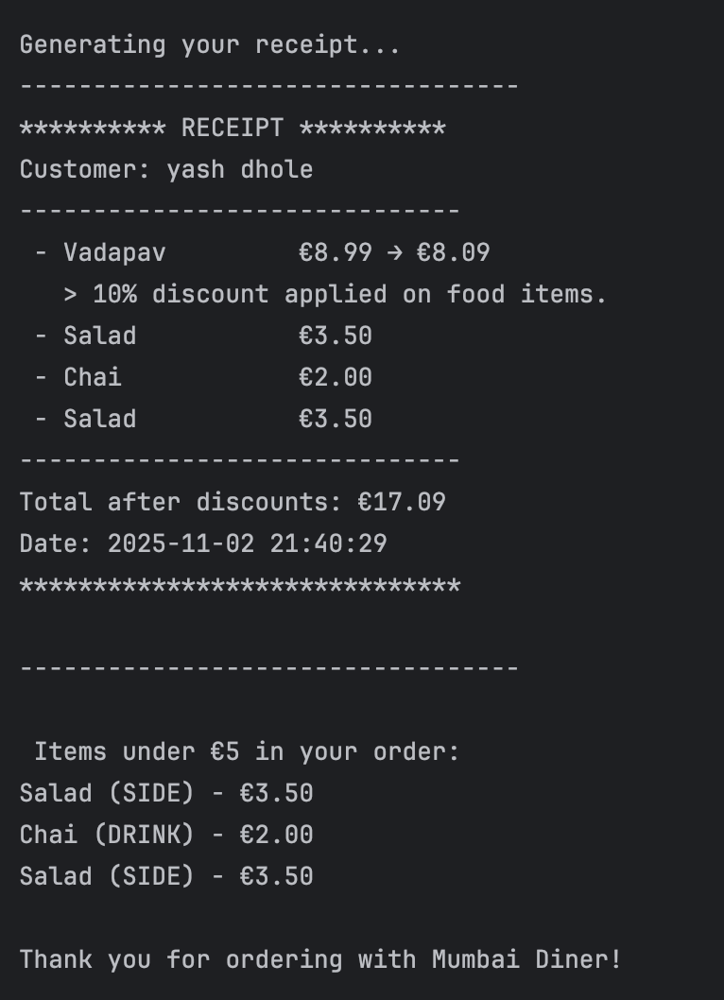 Generating your receipt...
----------------------------------
********** RECEIPT **********
Customer: yash dhole
------------------------------
 - Vadapav         €8.99 → €8.09
   > 10% discount applied on food items.
 - Salad           €3.50
 - Chai            €2.00
 - Salad           €3.50
------------------------------
Total after discounts: €17.09
Date: 2025-11-02 21:40:29
******************************
----------------------------------
 Items under €5 in your order:
Salad (SIDE) - €3.50
Chai (DRINK) - €2.00
Salad (SIDE) - €3.50
Thank you for ordering with Mumbai Diner!